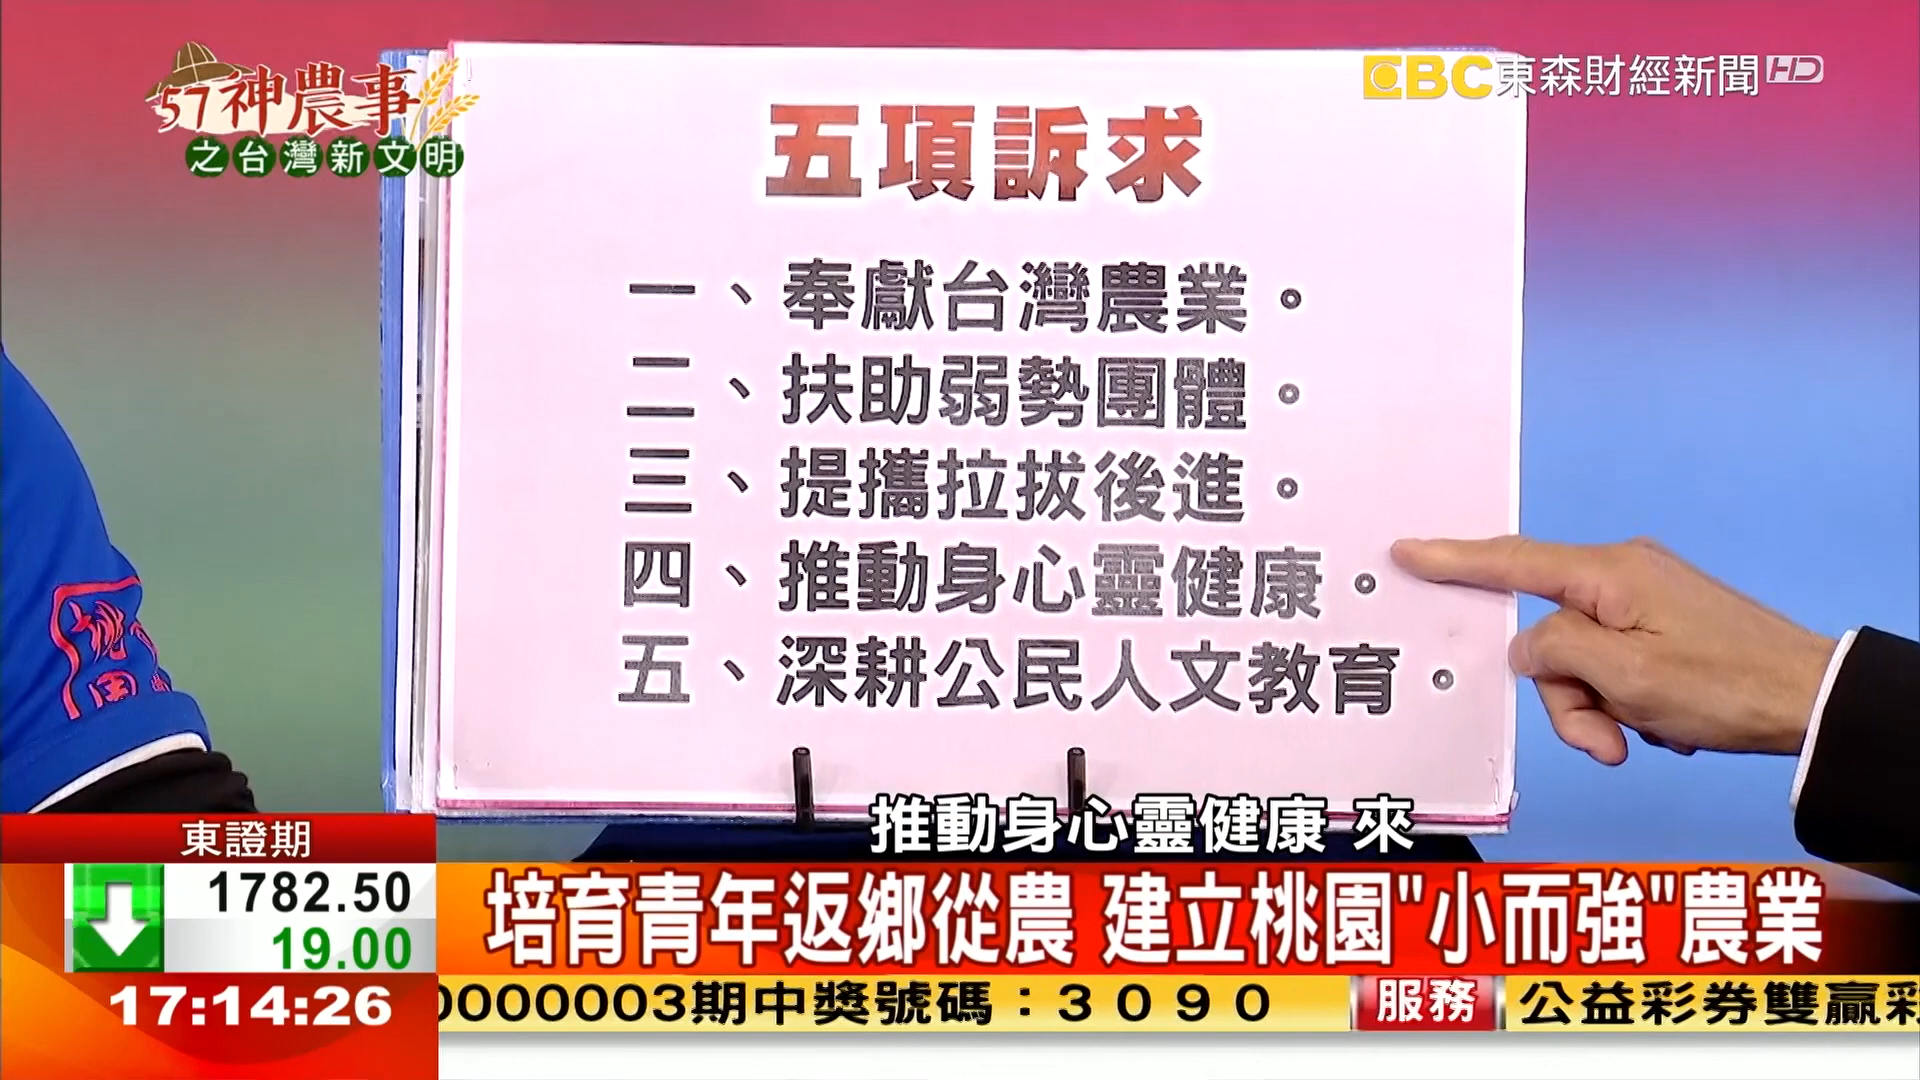 57神農事
之台灣新文明
EBC東森財經新聞HD
五項訴求
一、奉獻台灣農業。
二、扶助弱勢團體。
三、提攜拉拔後進。
四、推動身心靈健康。
五、深耕公民人文教育。
桃園
推動身心靈健康 來
東證期
1782.50
19.00
培育青年返鄉從農 建立桃園"小而強"農業
17:14:26
0000003期中獎號碼：3090
服務
公益彩券雙贏彩